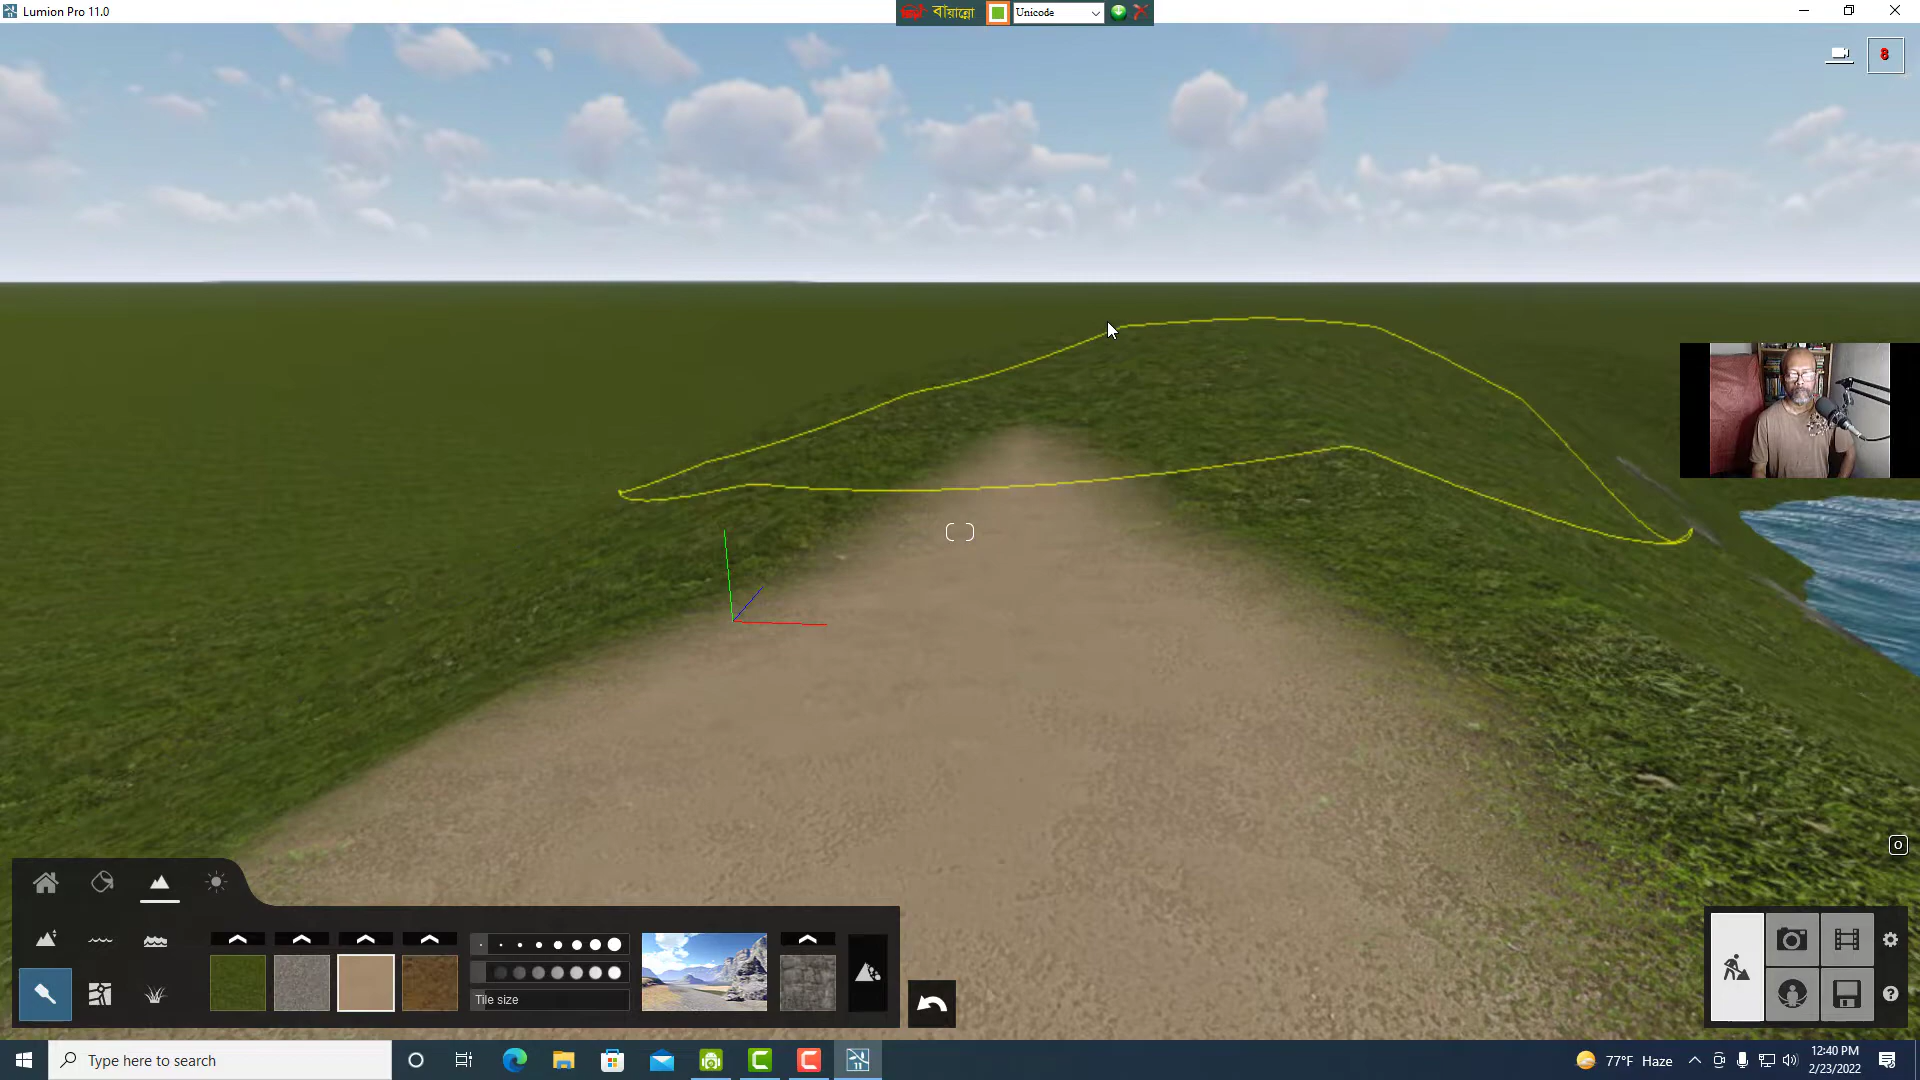 Lumion Pro 11.0
বায়ান্নো
Unicode
8
O
Tile size
Type here to search
77°F Haze
12:40 PM
2/23/2022